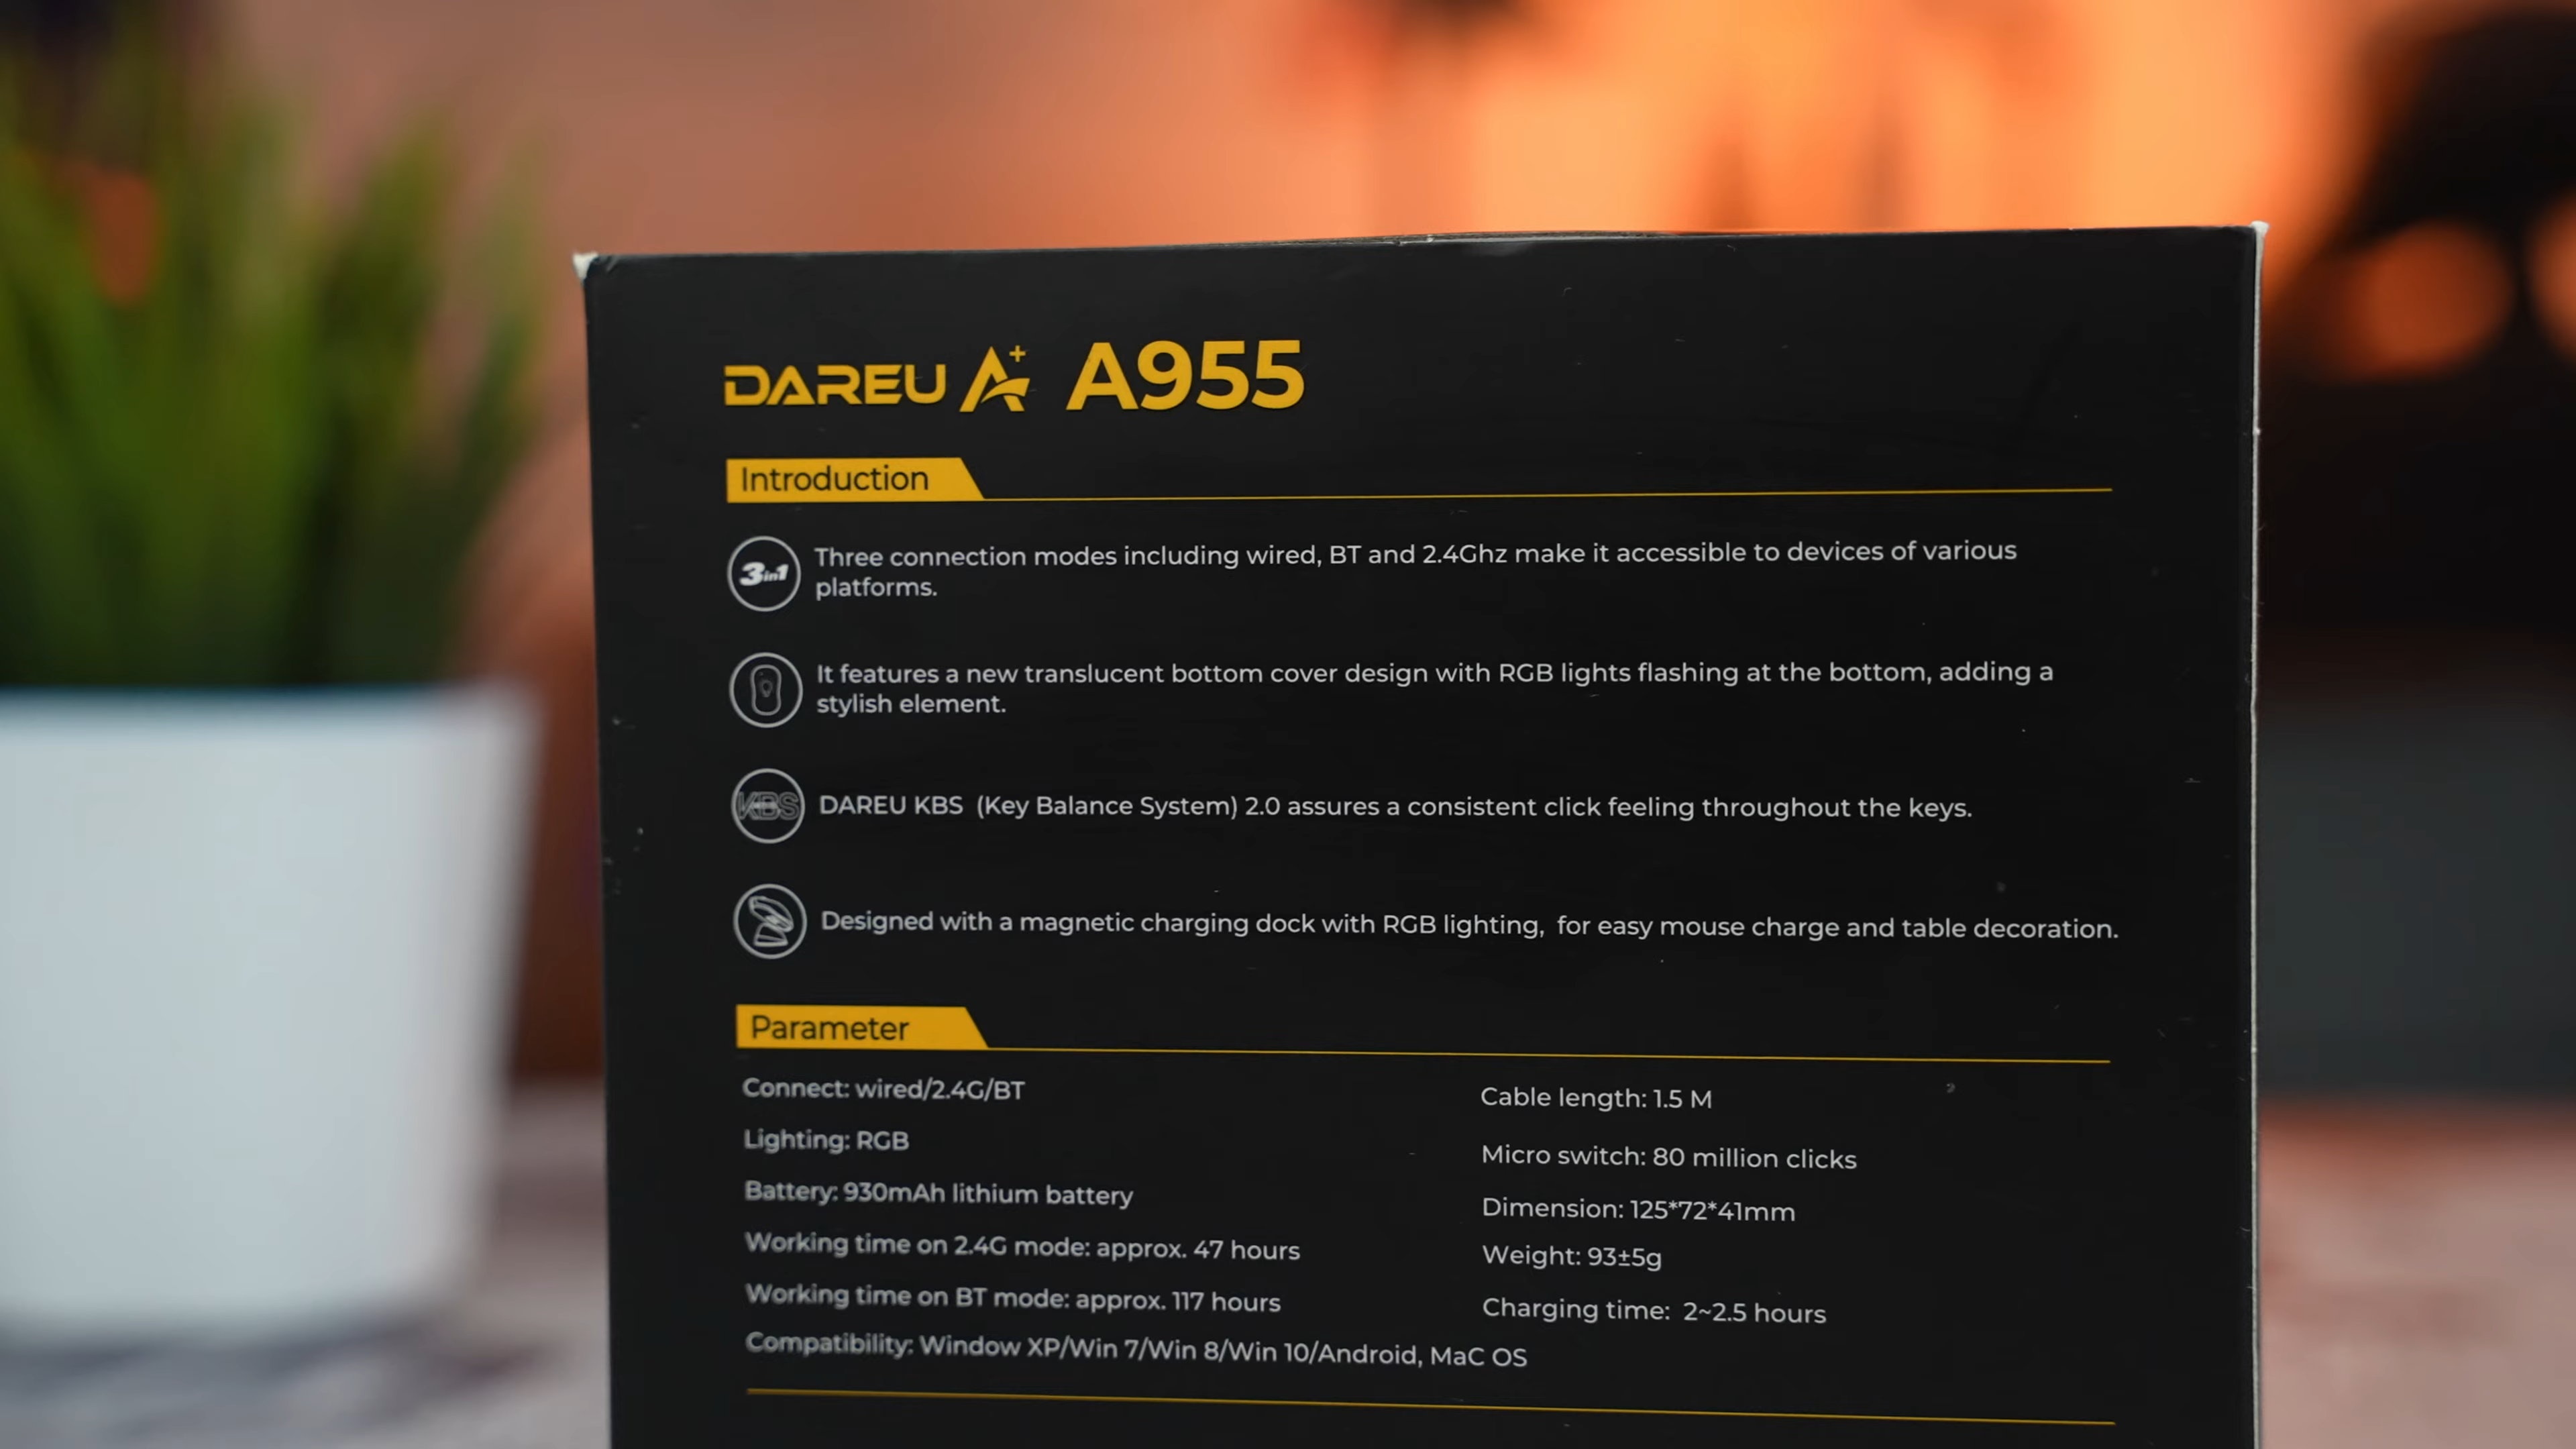 DAREU A+ A955
Introduction
3in1
Three connection modes including wired, BT and 2.4Ghz make it accessible to devices of various
platforms.
It features a new translucent bottom cover design with RGB lights flashing at the bottom, adding a
stylish element.
KBS
DAREU KBS (Key Balance System) 2.0 assures a consistent click feeling throughout the keys.
Designed with a magnetic charging dock with RGB lighting, for easy mouse charge and table decoration.
Parameter
Connect: wired/2.4G/BT
Lighting: RGB
Battery: 930mAh lithium battery
Working time on 2.4G mode: approx. 47 hours
Working time on BT mode: approx. 117 hours
Compatibility: Window XP/Win 7/Win 8/Win 10/Android, MaC OS
Cable length: 1.5 M
Micro switch: 80 million clicks
Dimension: 125*72*41mm
Weight: 93±5g
Charging time: 2~2.5 hours